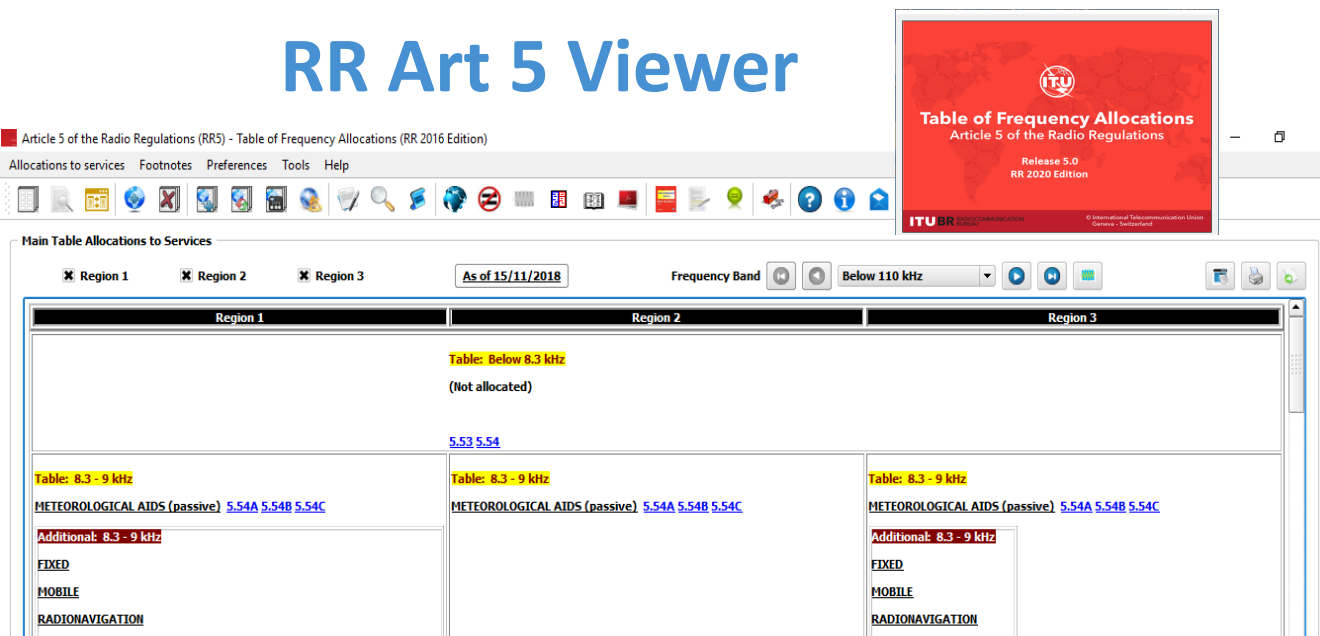 RR Art 5 Viewer
ITU
Table of Frequency Allocations
Article 5 of the Radio Regulations
Release 5.0
RR 2020 Edition
ITUBR RADIOCOMMUNICATION BUREAU
© International Telecommunication Union
Geneva - Switzerland
Article 5 of the Radio Regulations (RR5) - Table of Frequency Allocations (RR 2016 Edition)
Allocations to services Footnotes Preferences Tools Help
Main Table Allocations to Services
Region 1 Region 2 Region 3 As of 15/11/2018 Frequency Band Below 110 kHz
Region 1 Region 2 Region 3
Table: Below 8.3 kHz
(Not allocated)
5.53 5.54
Table: 8.3 - 9 kHz Table: 8.3 - 9 kHz Table: 8.3 - 9 kHz
METEOROLOGICAL AIDS (passive) 5.54A 5.54B 5.54C METEOROLOGICAL AIDS (passive) 5.54A 5.54B 5.54C METEOROLOGICAL AIDS (passive) 5.54A 5.54B 5.54C
Additional: 8.3 - 9 kHz Additional: 8.3 - 9 kHz
FIXED FIXED
MOBILE MOBILE
RADIONAVIGATION RADIONAVIGATION